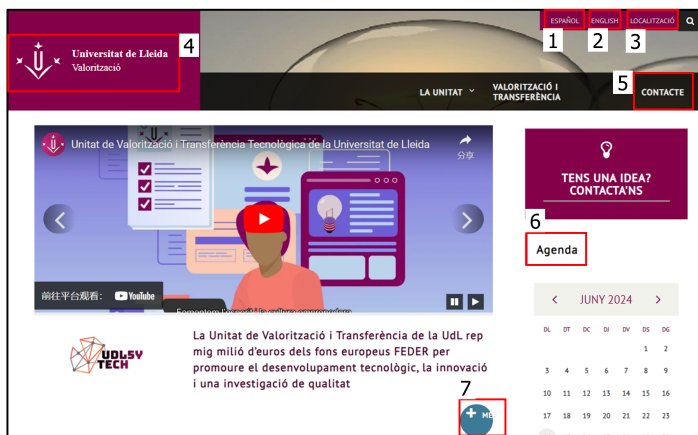 ESPAÑOL ENGLISH LOCALITZACIÓ
1 2 3
4
Universitat de Lleida
Valorització
LA UNITAT
VALORITZACIÓ I
TRANSFERÈNCIA
5
CONTACTE
Unitat de Valorització i Transferència Tecnològica de la Universitat de Lleida
分享
前往平台观看：
YouTube
TENS UNA IDEA?
CONTACTA'NS
6
Agenda
JUNY 2024
DL DT DC DJ DV DS DG
1 2
3 4 5 6 7 8 9
10 11 12 13 14 15 16
17 18 19 20 21 22 23
UDLSY
TECH
La Unitat de Valorització i Transferència de la UdL rep
mig milió d'euros dels fons europeus FEDER per
promoure el desenvolupament tecnològic, la innovació
i una investigació de qualitat
7